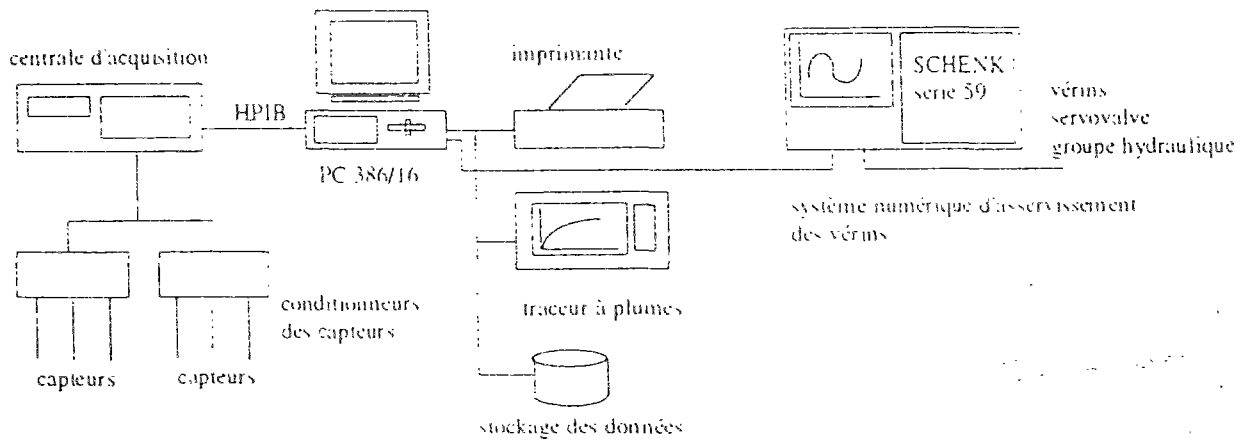 centrale d'acquisition
HPIB
PC 386/16
imprimante
SCHENK
serie 59
vérins
servovalve
groupe hydraulique
système numérique d'asservissement
des vérins
conditionneurs
des capteurs
traceur à plumes
capteurs
capteurs
stockage des données